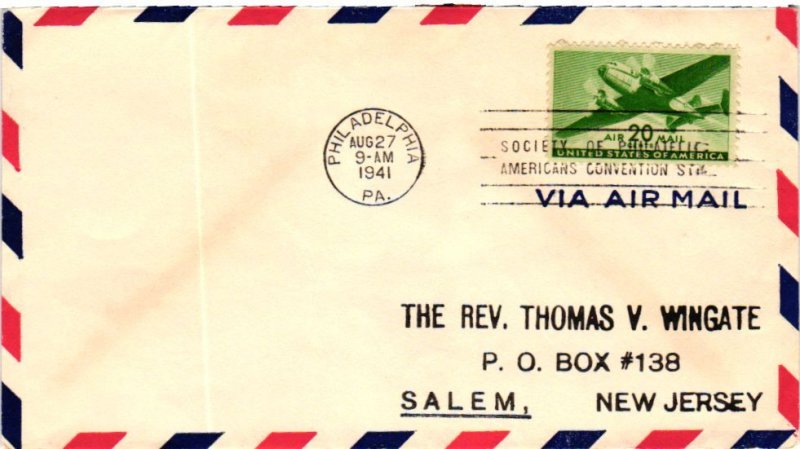 PHILADELPHIA
AUG 27
9-AM
1941
PA.
AIR 20 MAIL
UNITED STATES OF AMERICA
SOCIETY OF PHILATELIC
AMERICANS CONVENTION
VIA AIR MAIL
THE REV. THOMAS V. WINGATE
P. O. BOX #138
SALEM, NEW JERSEY